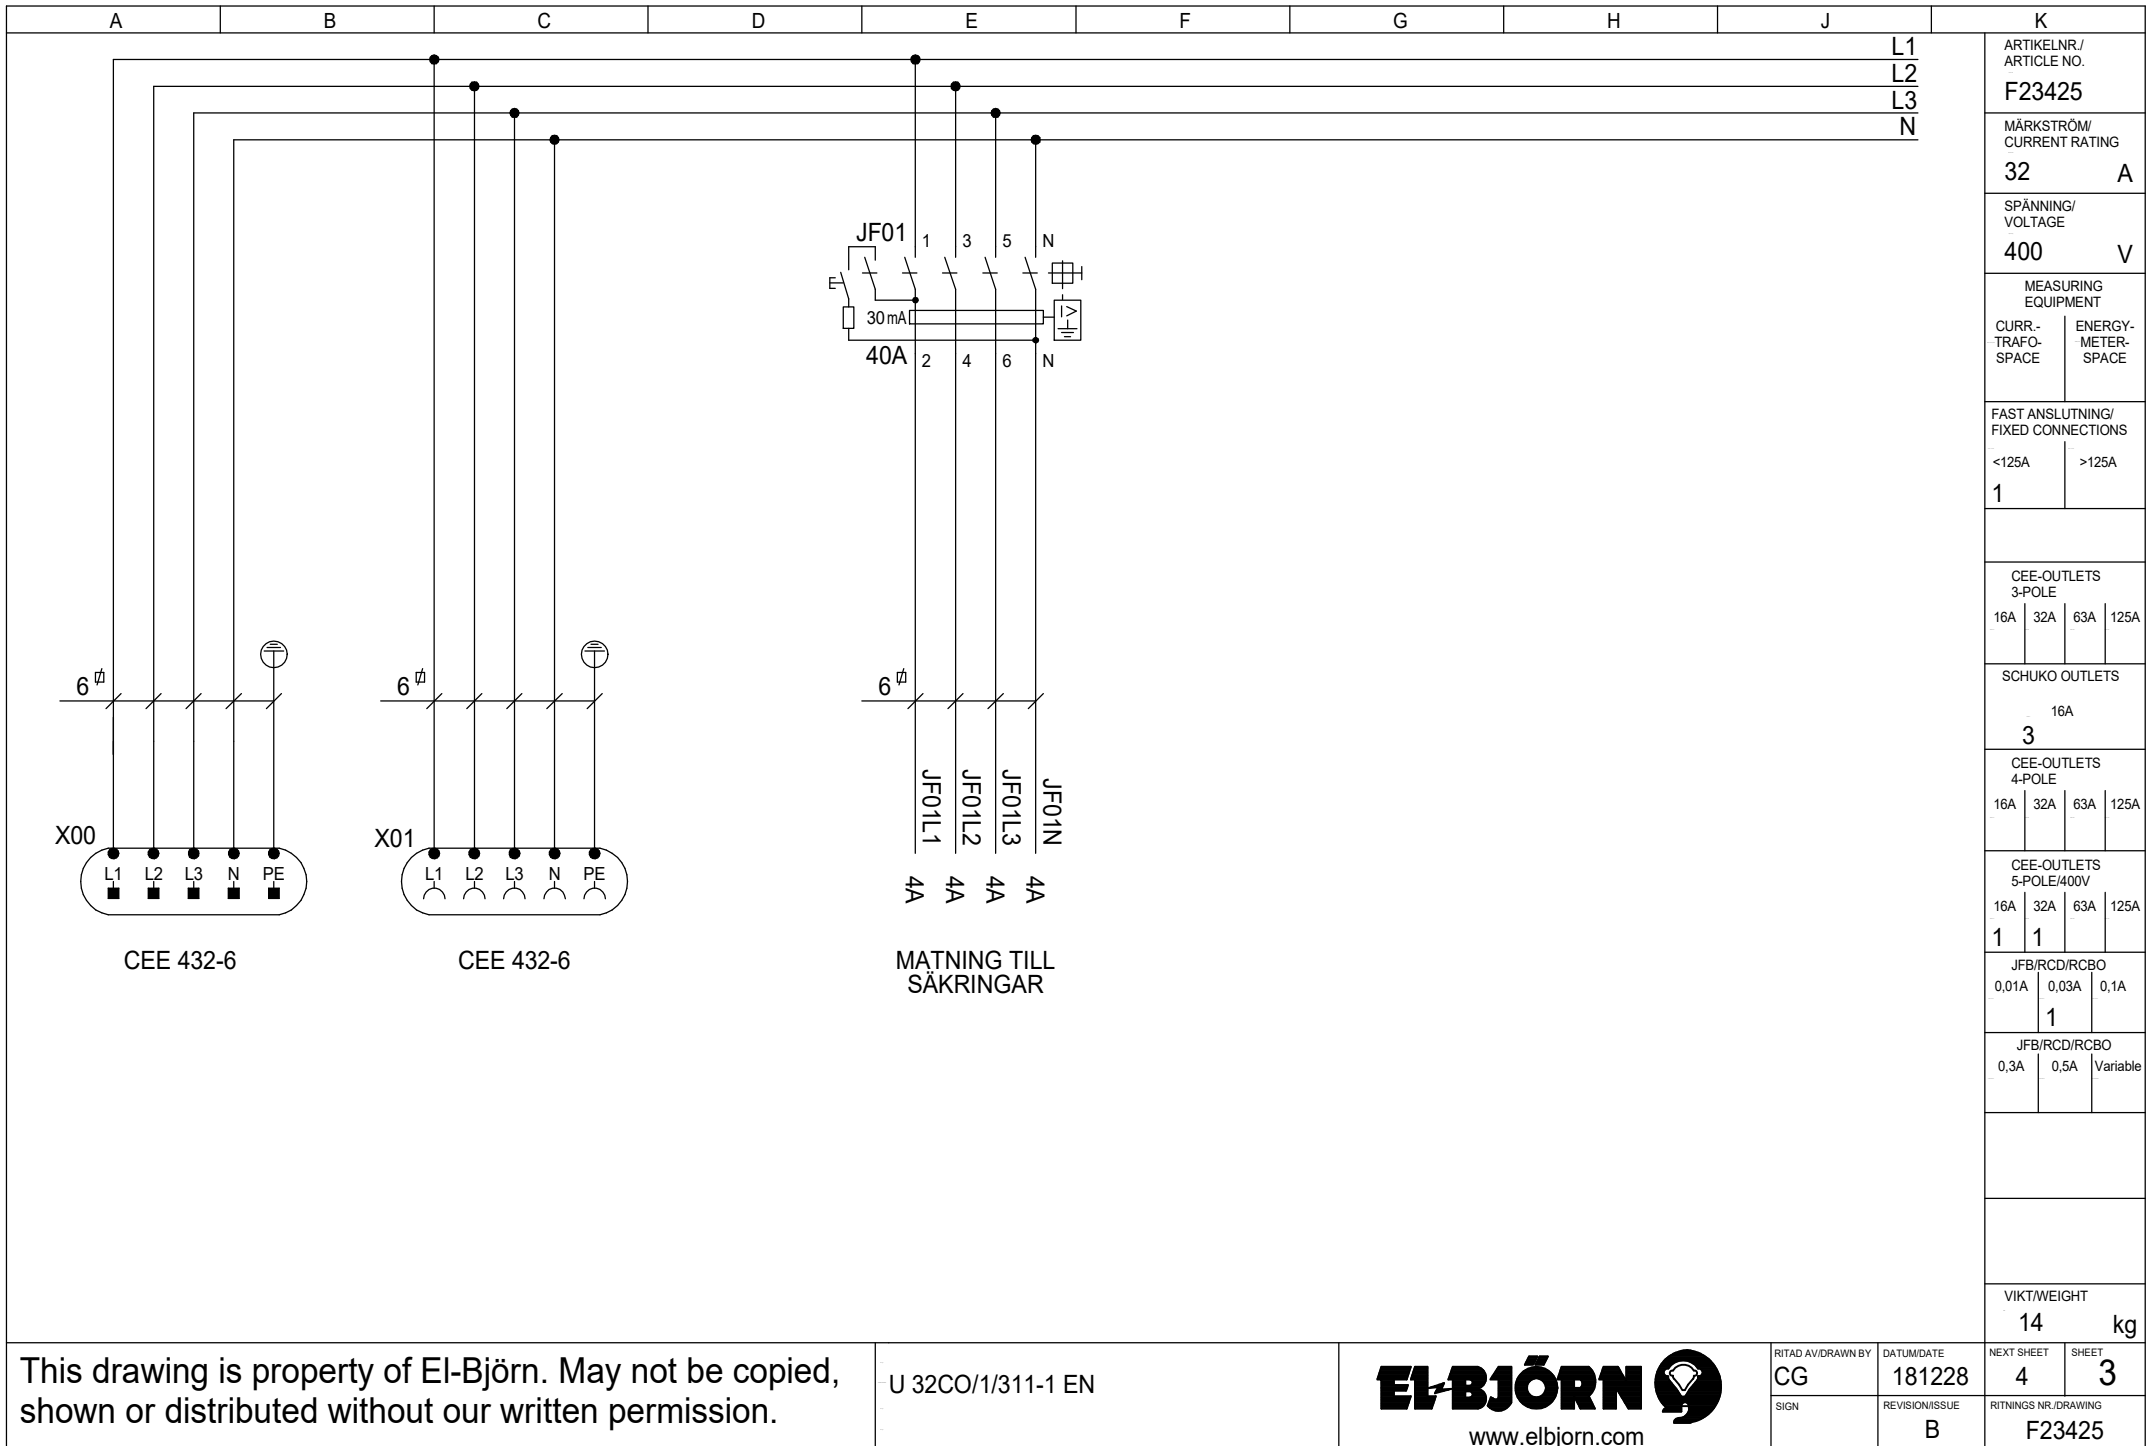 A B C D E F G H J K
L1
L2
L3
N
JF01 1 3 5 N
30 mA
40A 2 4 6 N
6 6 6
JF01L1 JF01L2 JF01L3 JF01N
X00 X01
L1 L2 L3 N PE L1 L2 L3 N PE
4A 4A 4A 4A
CEE 432-6 CEE 432-6 MATNING TILL
SÄKRINGAR
ARTIKELNR./
ARTICLE NO.
F23425
MÄRKSTRÖM/
CURRENT RATING
32 A
SPÄNNING/
VOLTAGE
400 V
MEASURING
EQUIPMENT
CURR.- ENERGY-
TRAFO- METER-
SPACE SPACE
FAST ANSLUTNING/
FIXED CONNECTIONS
<125A >125A
1
CEE-OUTLETS
3-POLE
16A 32A 63A 125A
SCHUKO OUTLETS
16A
3
CEE-OUTLETS
4-POLE
16A 32A 63A 125A
CEE-OUTLETS
5-POLE/400V
16A 32A 63A 125A
1 1
JFB/RCD/RCBO
0,01A 0,03A 0,1A
1
JFB/RCD/RCBO
0,3A 0,5A Variable
VIKT/WEIGHT
14 kg
This drawing is property of El-Björn. May not be copied,
shown or distributed without our written permission.
U 32CO/1/311-1 EN
EL-BJÖRN
www.elbjorn.com
RITAD AV/DRAWN BY DATUM/DATE NEXT SHEET SHEET
CG 181228 4 3
SIGN REVISION/ISSUE RITNINGS NR./DRAWING
B F23425